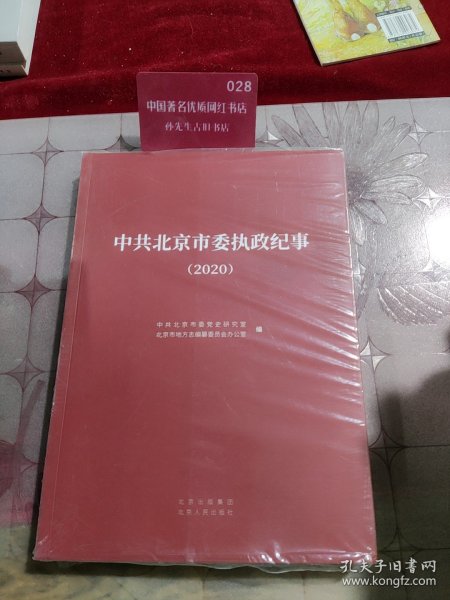 028
中国著名优质网红书店
孙先生古旧书店
中共北京市委执政纪事
(2020)
中共北京市委党史研究室
北京市地方志编纂委员会办公室
编
北京出版集团
北京人民出版社
孔夫子旧书网
www.kongfz.com